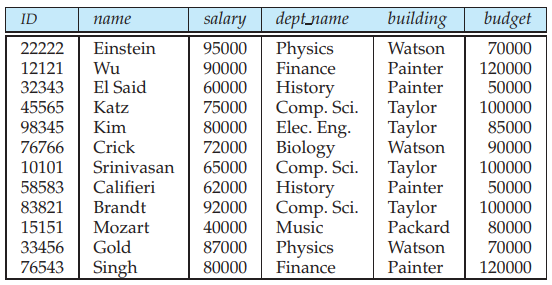 ID name salary dept_name building budget
22222 Einstein 95000 Physics Watson 70000
12121 Wu 90000 Finance Painter 120000
32343 El Said 60000 History Painter 50000
45565 Katz 75000 Comp. Sci. Taylor 100000
98345 Kim 80000 Elec. Eng. Taylor 85000
76766 Crick 72000 Biology Watson 90000
10101 Srinivasan 65000 Comp. Sci. Taylor 100000
58583 Califieri 62000 History Painter 50000
83821 Brandt 92000 Comp. Sci. Taylor 100000
15151 Mozart 40000 Music Packard 80000
33456 Gold 87000 Physics Watson 70000
76543 Singh 80000 Finance Painter 120000